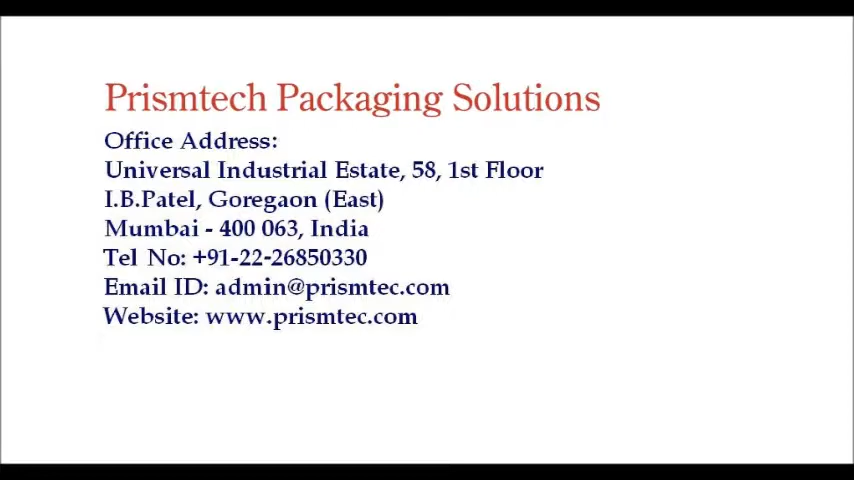 Prismtech Packaging Solutions
Office Address:
Universal Industrial Estate, 58, 1st Floor
I.B.Patel, Goregaon (East)
Mumbai - 400 063, India
Tel No: +91-22-26850330
Email ID: admin@prismtec.com
Website: www.prismtec.com